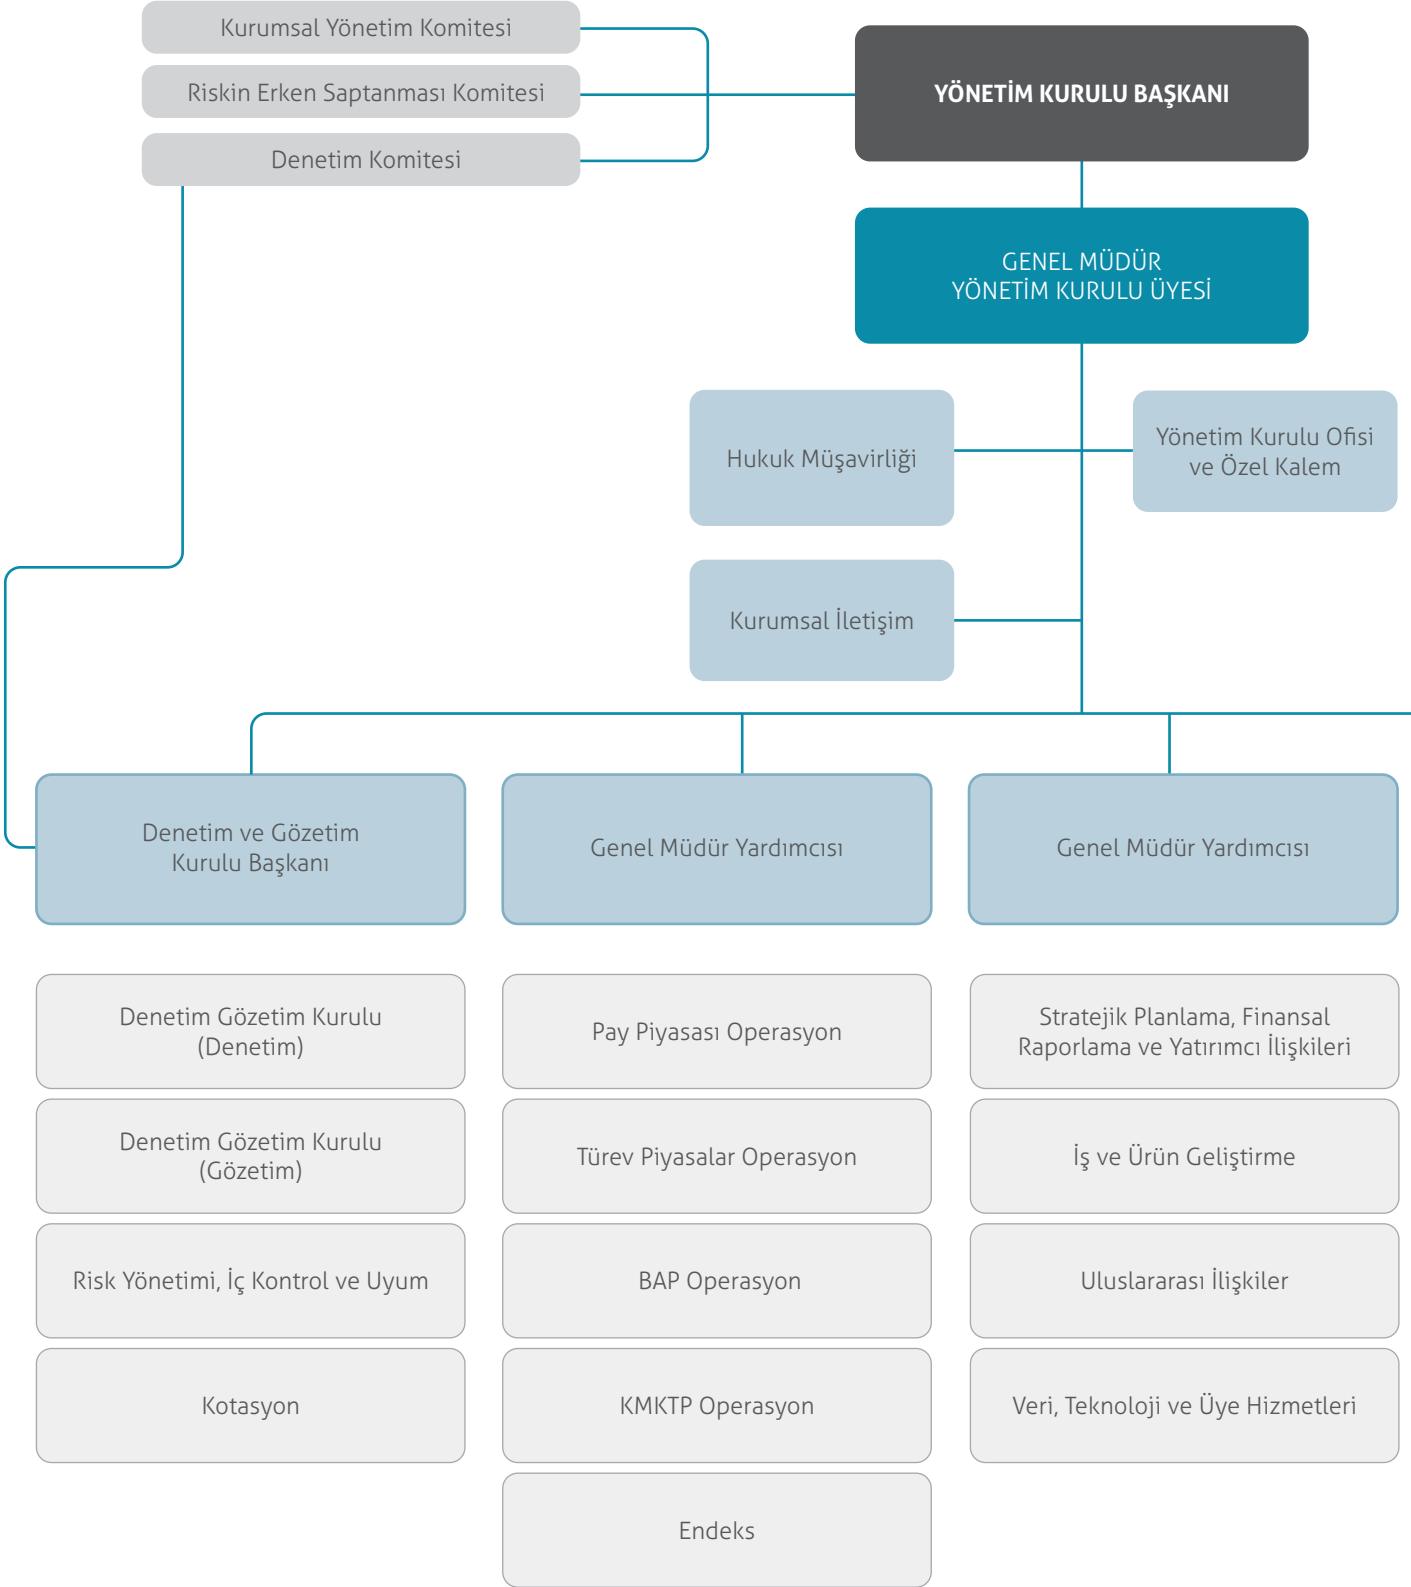 Kurumsal Yönetim Komitesi
Riskin Erken Saptanması Komitesi
Denetim Komitesi
YÖNETİM KURULU BAŞKANI
GENEL MÜDÜR
YÖNETİM KURULU ÜYESİ
Hukuk Müşavirliği
Yönetim Kurulu Ofisi
ve Özel Kalem
Kurumsal İletişim
Denetim ve Gözetim
Kurulu Başkanı
Genel Müdür Yardımcısı
Genel Müdür Yardımcısı
Denetim Gözetim Kurulu
(Denetim)
Denetim Gözetim Kurulu
(Gözetim)
Risk Yönetimi, İç Kontrol ve Uyum
Kotasyon
Pay Piyasası Operasyon
Türev Piyasalar Operasyon
BAP Operasyon
KMKTP Operasyon
Endeks
Stratejik Planlama, Finansal
Raporlama ve Yatırımcı İlişkileri
İş ve Ürün Geliştirme
Uluslararası İlişkiler
Veri, Teknoloji ve Üye Hizmetleri